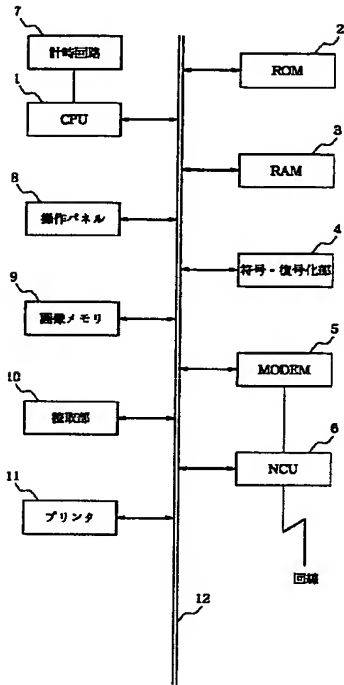 7
計時回路
1
CPU
8
操作パネル
9
画像メモリ
10
読取部
11
プリンタ
2
ROM
3
RAM
4
符号・復号化部
5
MODEM
6
NCU
回線
12